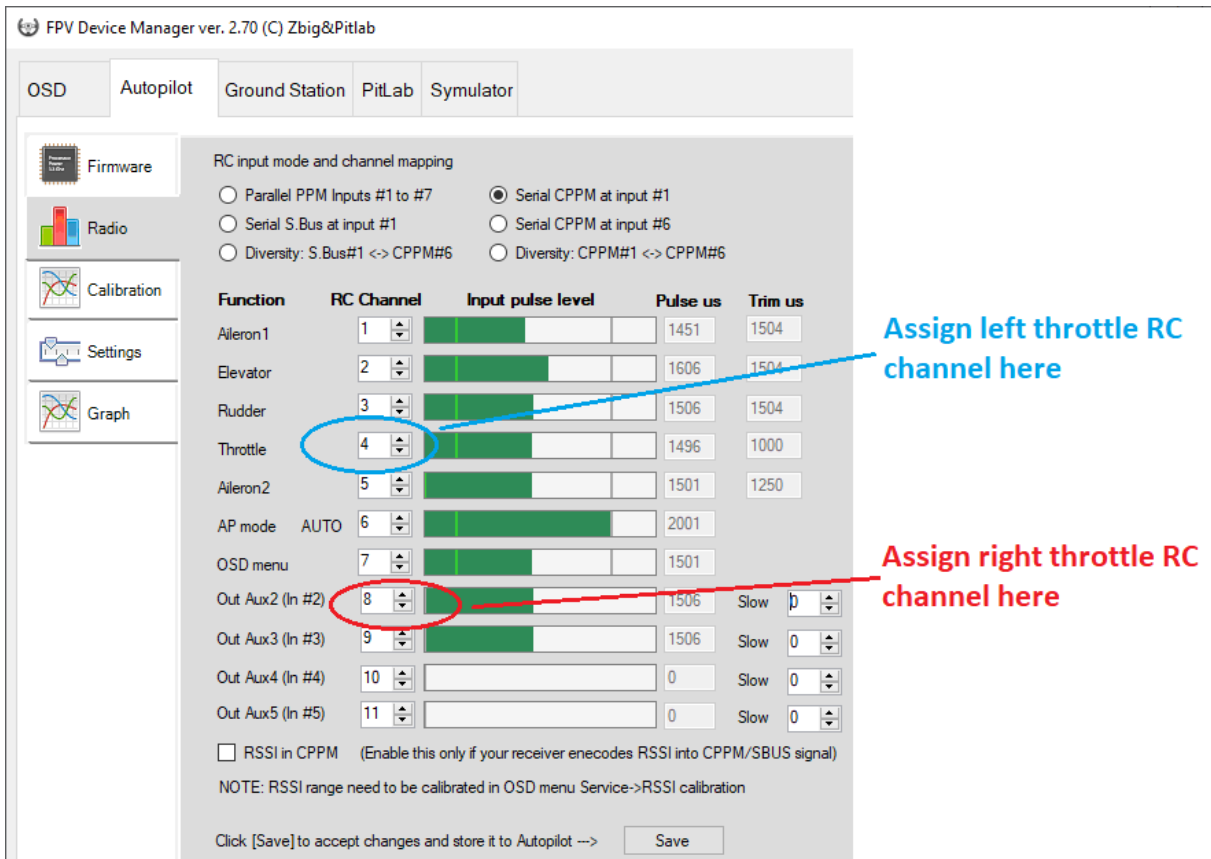 FPV Device Manager ver. 2.70 (C) Zbig&Pitlab
OSD Autopilot Ground Station PitLab Symulator
Firmware
Radio
Calibration
Settings
Graph
RC input mode and channel mapping
Parallel PPM Inputs #1 to #7 Serial CPPM at input #1
Serial S.Bus at input #1 Serial CPPM at input #6
Diversity: S.Bus#1 <-> CPPM#6 Diversity: CPPM#1 <-> CPPM#6
Function RC Channel Input pulse level Pulse us Trim us
Aileron1 1 1451 1504
Elevator 2 1606 1504
Rudder 3 1506 1504
Throttle 4 1496 1000
Aileron2 5 1501 1250
AP mode AUTO 6 2001
OSD menu 7 1501
Out Aux2 (In #2) 8 1506 Slow 0
Out Aux3 (In #3) 9 1506 Slow 0
Out Aux4 (In #4) 10 0 Slow 0
Out Aux5 (In #5) 11 0 Slow 0
RSSI in CPPM (Enable this only if your receiver enecodes RSSI into CPPM/SBUS signal)
NOTE: RSSI range need to be calibrated in OSD menu Service->RSSI calibration
Click [Save] to accept changes and store it to Autopilot ---> Save
Assign left throttle RC
channel here
Assign right throttle RC
channel here